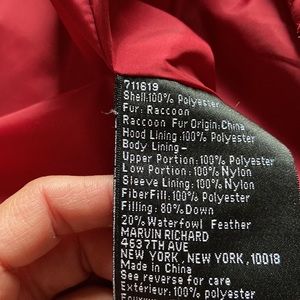 711619
Shell:100% Polyester
Fur: Raccoon
Raccoon Fur Origin:China
Hood Lining:100% Polyester
Body Lining-
Upper Portion:100% Polyester
Low Portion:100% Nylon
Sleeve Lining:100% Nylon
FiberFill:100% Polyester
Filling: 80% Down
20% Waterfowl Feather
MARVIN RICHARD
463 7TH AVE
NEW YORK, NEW YORK, 10018
Made in China
See reverse for care
Extérieur: 100% polyester